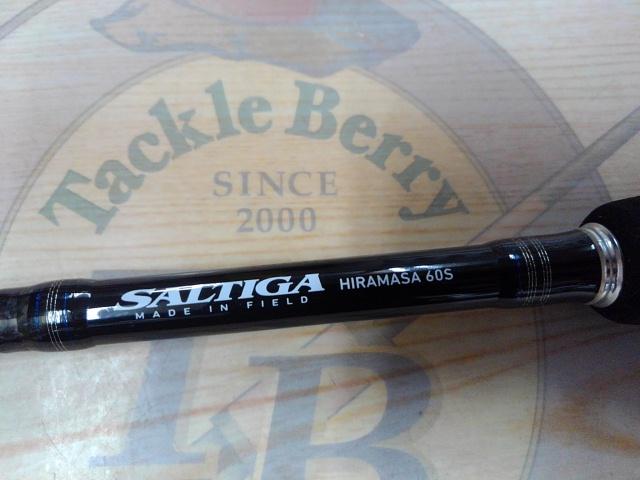 Tackle Berry
SINCE
2000
SALTIGA HIRAMASA 60S
MADE IN FIELD
B